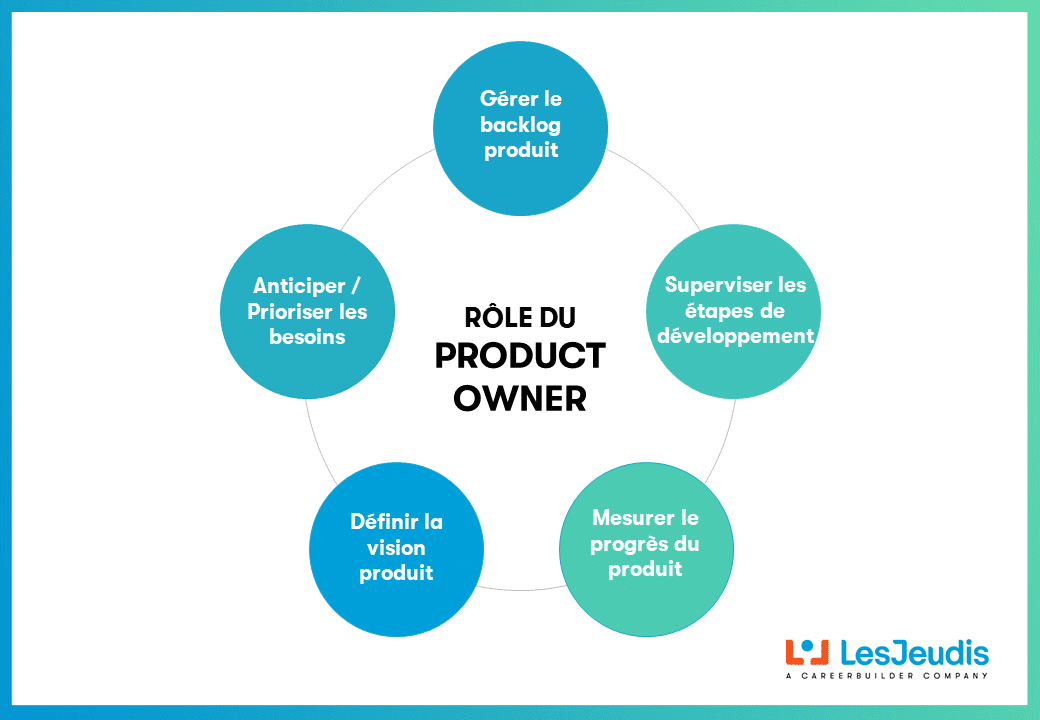 Gérer le
backlog
produit
Anticiper /
Prioriser les
besoins
Superviser les
étapes de
développement
RÔLE DU
PRODUCT
OWNER
Définir la
vision
produit
Mesurer le
progrès du
produit
LesJeudis
A CAREERBUILDER COMPANY